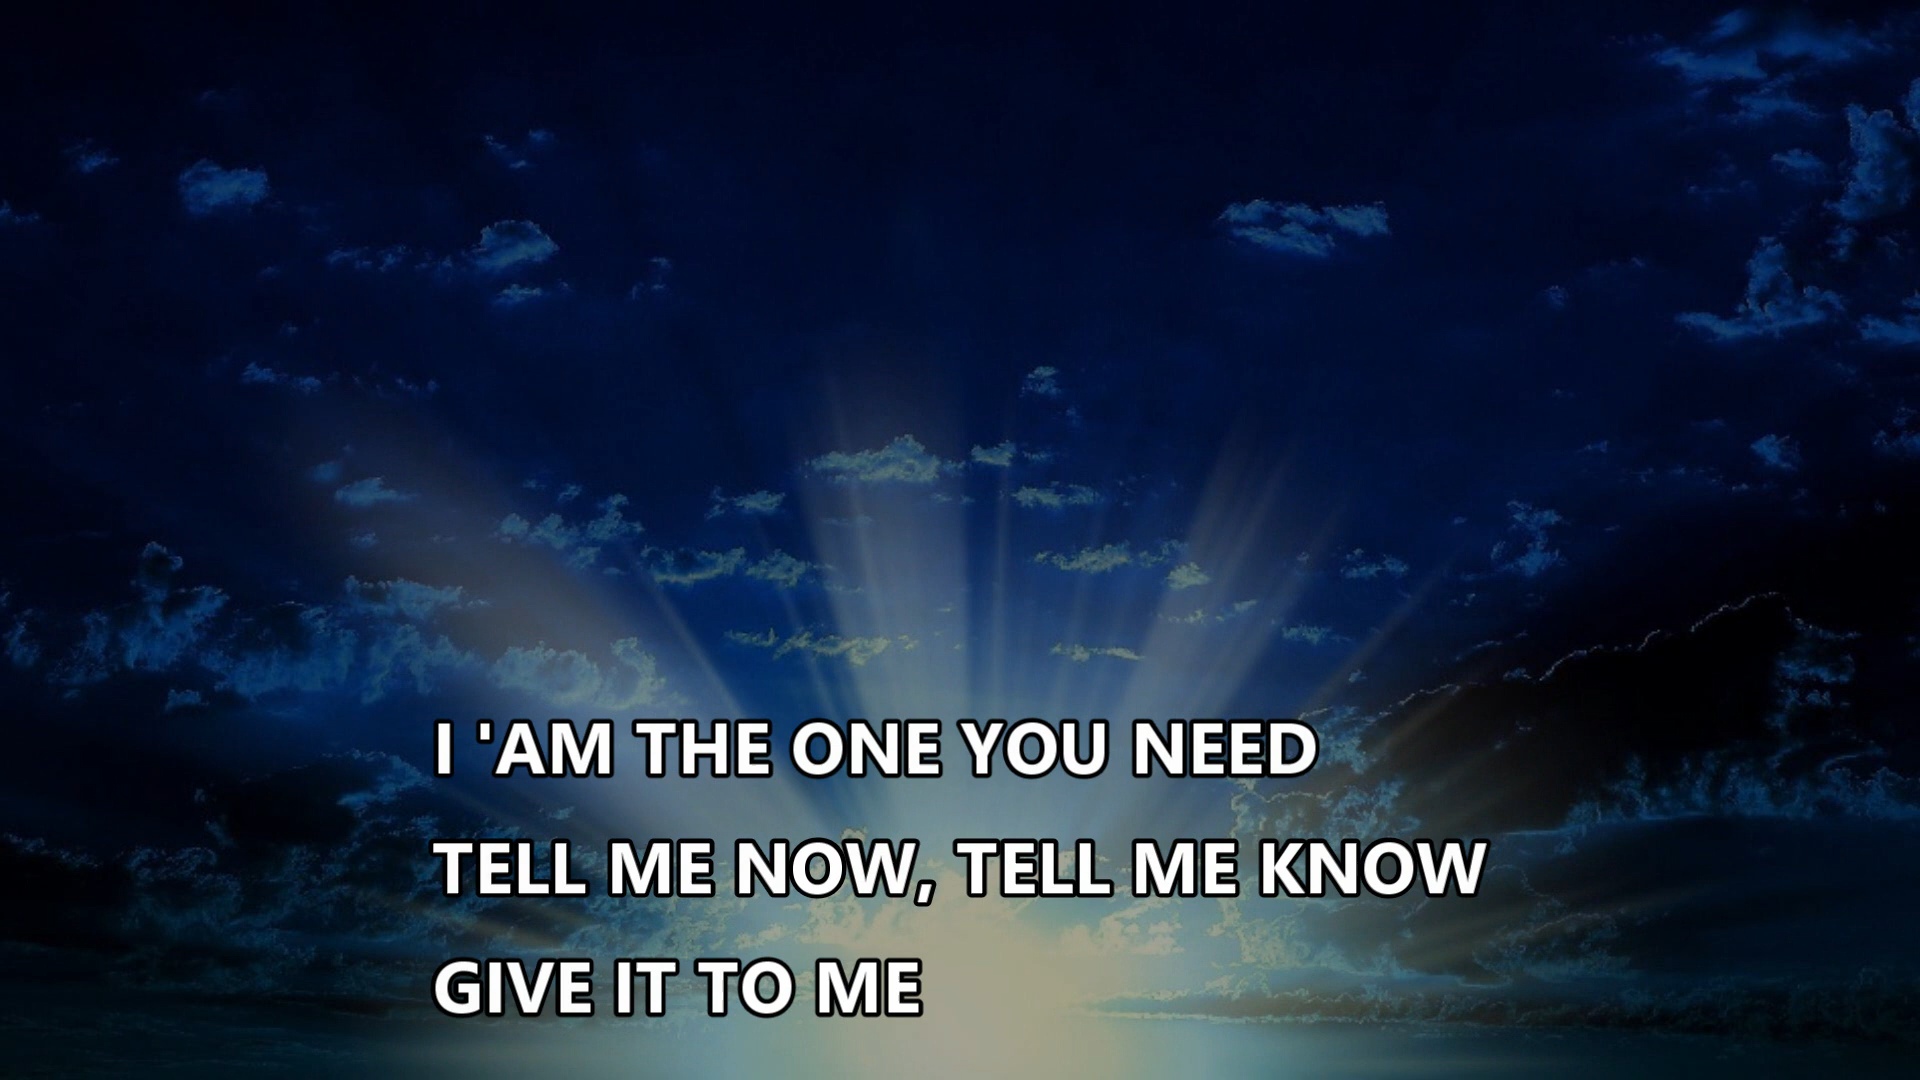 I 'AM THE ONE YOU NEED
TELL ME NOW, TELL ME KNOW
GIVE IT TO ME